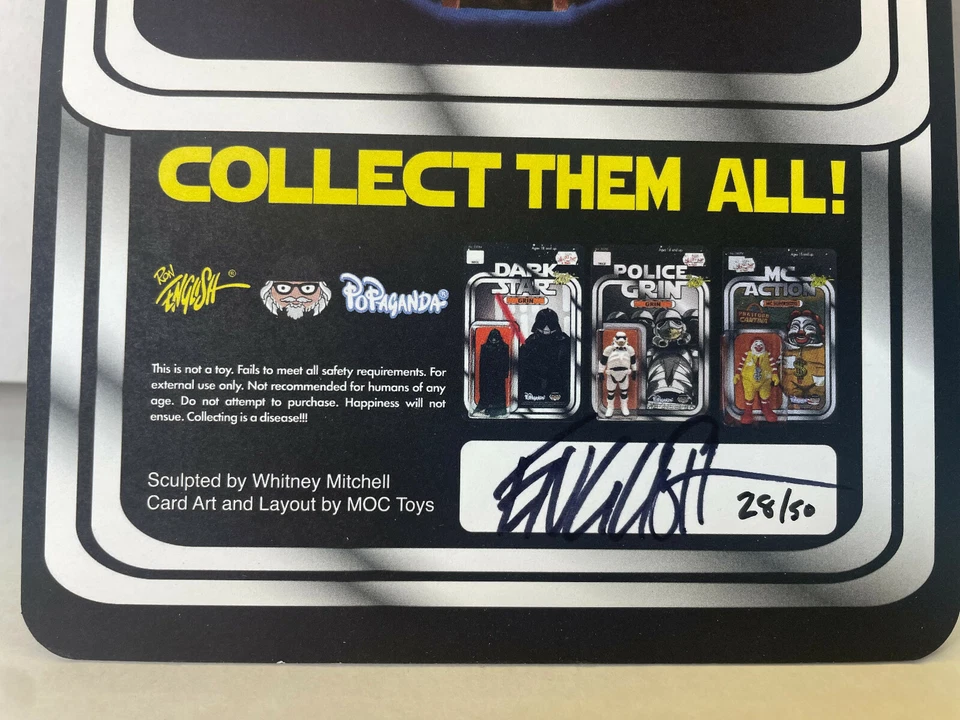 COLLECT THEM ALL!
RON ENGLISH®
POPAGANDA®
DARK STAR
GRIN
POLICE GRIN
GRIN
MC ACTION
MC SUPERSIZED
This is not a toy. Fails to meet all safety requirements. For
external use only. Not recommended for humans of any
age. Do not attempt to purchase. Happiness will not
ensue. Collecting is a disease!!!
Sculpted by Whitney Mitchell
Card Art and Layout by MOC Toys
ENGLISH
28/50